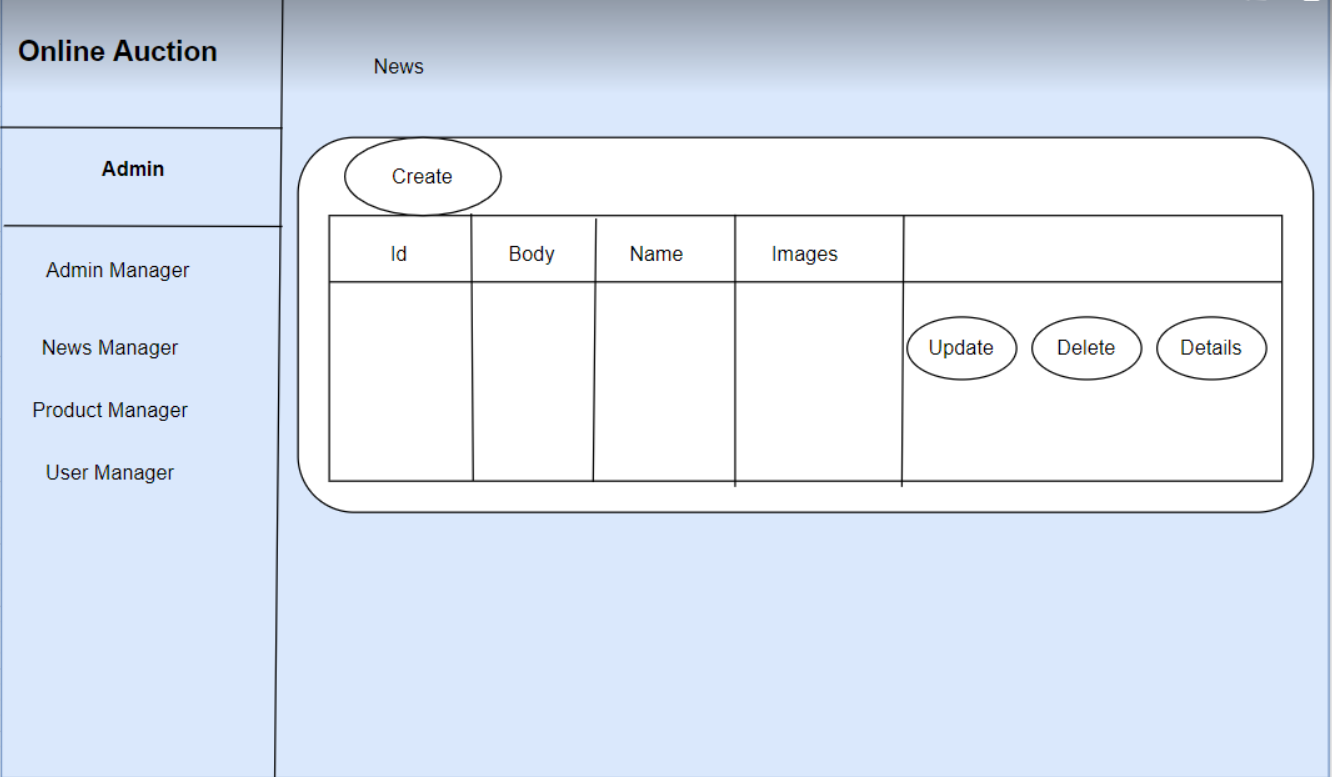 Online Auction
News
Admin
Create
Id Body Name Images
Admin Manager
News Manager
Product Manager
User Manager
Update Delete Details